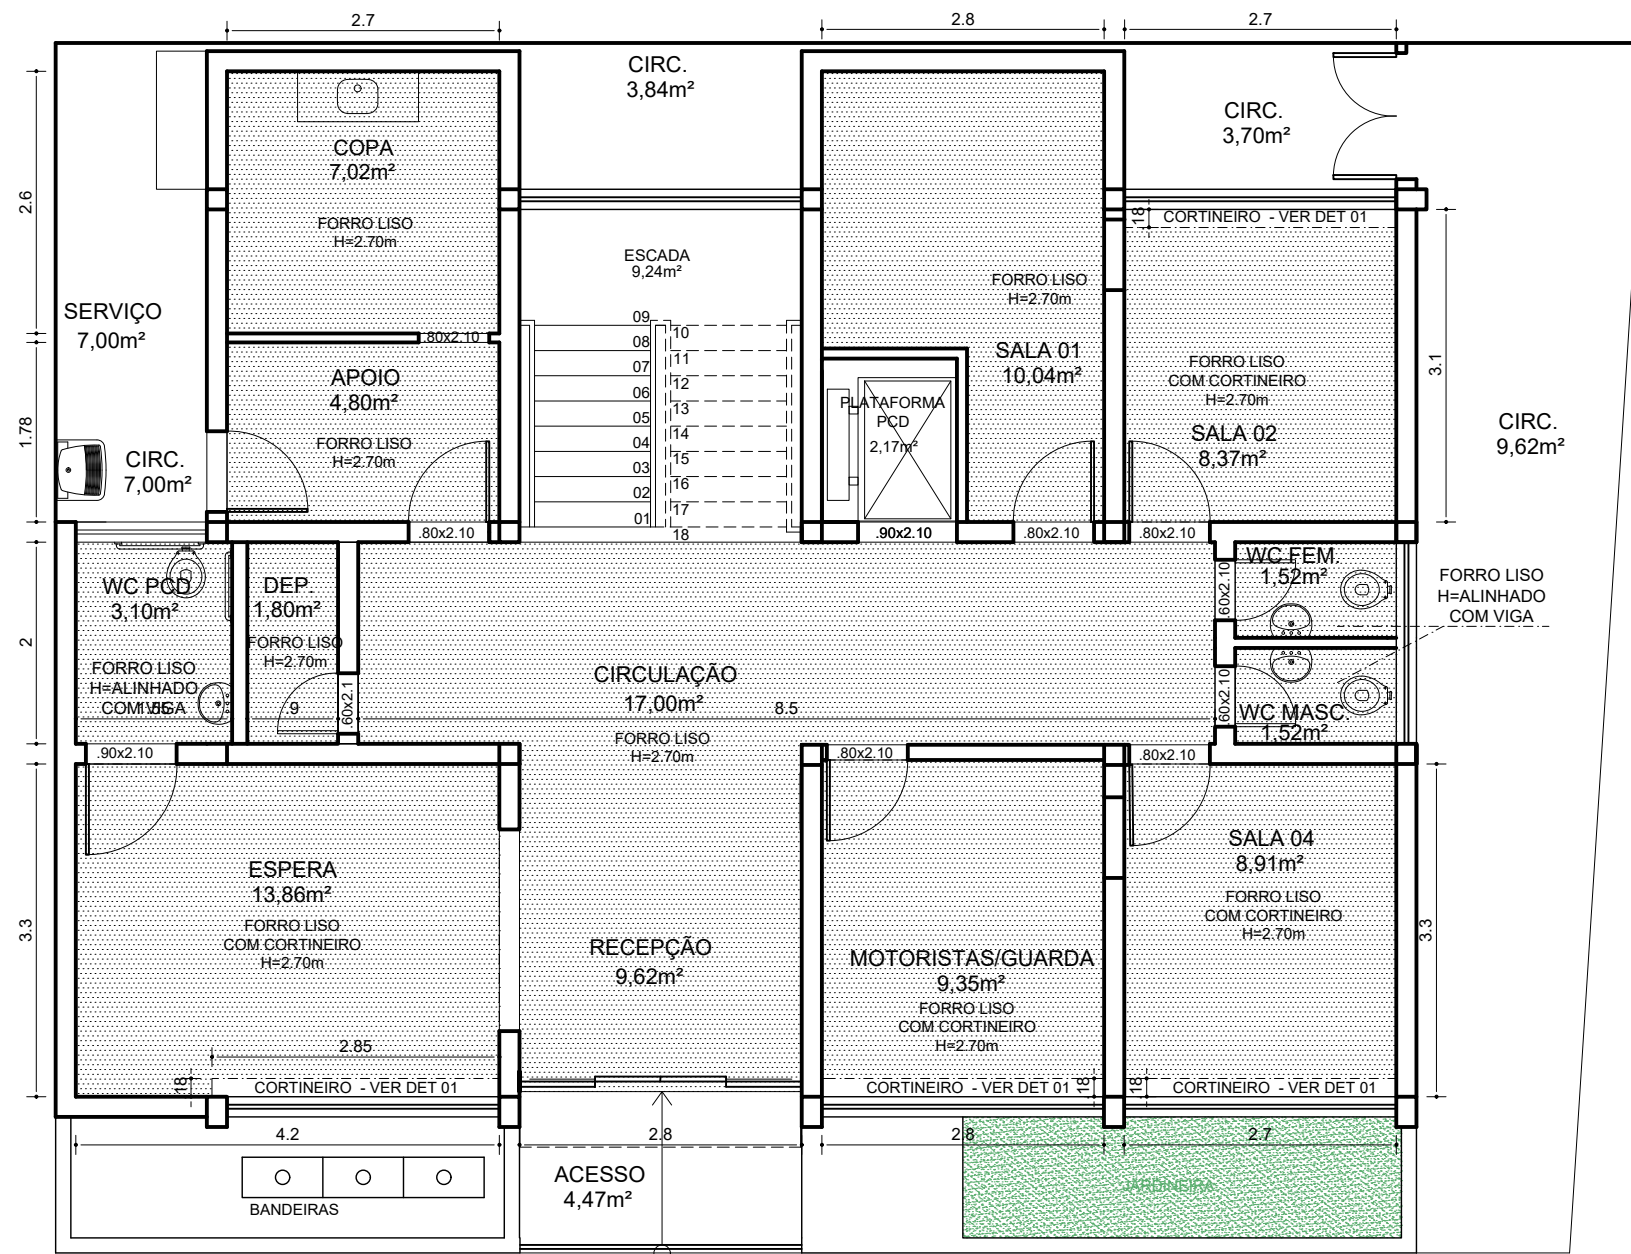 2.7
2.8
2.7
CIRC.
3,84m²
CIRC.
3,70m²
COPA
7,02m²
FORRO LISO
H=2.70m
2.6
.18
CORTINEIRO - VER DET 01
ESCADA
9,24m²
FORRO LISO
H=2.70m
SERVIÇO
7,00m²
.80x2.10
09
08
07
06
05
04
03
02
01
10
11
12
13
14
15
16
17
18
SALA 01
10,04m²
FORRO LISO
COM CORTINEIRO
H=2.70m
3.1
APOIO
4,80m²
FORRO LISO
H=2.70m
1.78
PLATAFORMA
PCD
2,17m²
SALA 02
8,37m²
CIRC.
9,62m²
CIRC.
7,00m²
.80x2.10
.90x2.10
.80x2.10
.80x2.10
WC PCD
3,10m²
DEP.
1,80m²
WC FEM.
1,52m²
.60x2.10
FORRO LISO
H=ALINHADO
COM VIGA
2
FORRO LISO
H=2.70m
FORRO LISO
H=ALINHADO
COM VIGA
1.55
.9
.60x2.1
CIRCULAÇÃO
17,00m²
8.5
.60x2.10
WC MASC.
1,52m²
FORRO LISO
H=2.70m
.90x2.10
.80x2.10
.80x2.10
ESPERA
13,86m²
FORRO LISO
COM CORTINEIRO
H=2.70m
3.3
RECEPÇÃO
9,62m²
MOTORISTAS/GUARDA
9,35m²
FORRO LISO
COM CORTINEIRO
H=2.70m
SALA 04
8,91m²
FORRO LISO
COM CORTINEIRO
H=2.70m
3.3
2.85
.18
CORTINEIRO - VER DET 01
CORTINEIRO - VER DET 01
.18
.18
CORTINEIRO - VER DET 01
4.2
2.8
2.8
2.7
ACESSO
4,47m²
BANDEIRAS
JARDINEIRA